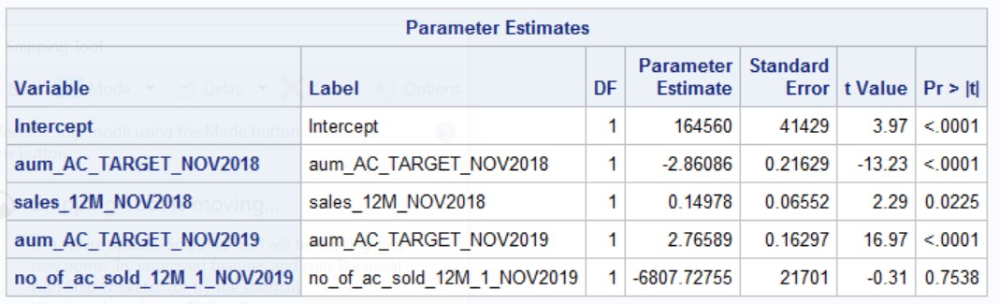 Parameter Estimates
Variable Label DF Parameter Estimate Standard Error t Value Pr > |t|
Intercept Intercept 1 164560 41429 3.97 <.0001
aum_AC_TARGET_NOV2018 aum_AC_TARGET_NOV2018 1 -2.86086 0.21629 -13.23 <.0001
sales_12M_NOV2018 sales_12M_NOV2018 1 0.14978 0.06552 2.29 0.0225
aum_AC_TARGET_NOV2019 aum_AC_TARGET_NOV2019 1 2.76589 0.16297 16.97 <.0001
no_of_ac_sold_12M_1_NOV2019 no_of_ac_sold_12M_1_NOV2019 1 -6807.72755 21701 -0.31 0.7538